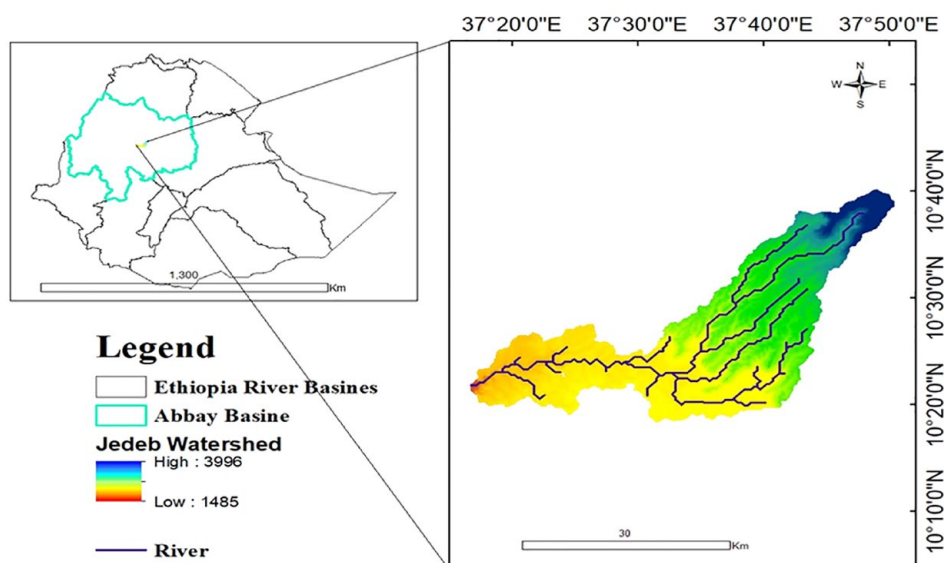 37°20'0"E 37°30'0"E 37°40'0"E 37°50'0"E
N
W E
S
10°40'0"N
10°30'0"N
10°20'0"N
10°10'0"N
1,300
Km
Legend
Ethiopia River Basines
Abbay Basine
Jedeb Watershed
High : 3996
Low : 1485
River
30
Km